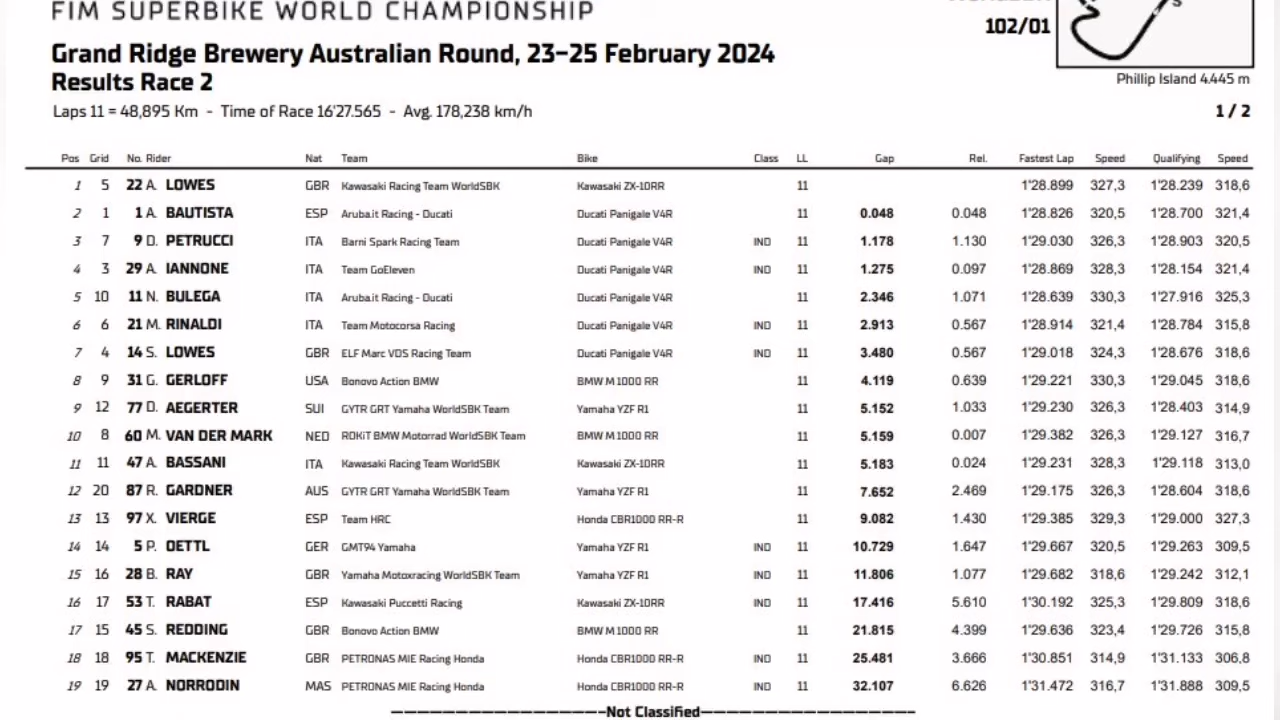 FIM SUPERBIKE WORLD CHAMPIONSHIP
102/01
Grand Ridge Brewery Australian Round, 23–25 February 2024
Results Race 2
Phillip Island 4.445 m
Laps 11 = 48,895 Km - Time of Race 16'27.565 - Avg. 178,238 km/h
1 / 2
Pos Grid No. Rider Nat Team Bike Class LL Gap Rel. Fastest Lap Speed Qualifying Speed
1 5 22 A. LOWES GBR Kawasaki Racing Team WorldSBK Kawasaki ZX-10RR 11 1'28.899 327,3 1'28.239 318,6
2 1 1 A. BAUTISTA ESP Aruba.it Racing - Ducati Ducati Panigale V4R 11 0.048 0.048 1'28.826 320,5 1'28.700 321,4
3 7 9 D. PETRUCCI ITA Barni Spark Racing Team Ducati Panigale V4R IND 11 1.178 1.130 1'29.030 326,3 1'28.903 320,5
4 3 29 A. IANNONE ITA Team GoEleven Ducati Panigale V4R IND 11 1.275 0.097 1'28.869 328,3 1'28.154 321,4
5 10 11 N. BULEGA ITA Aruba.it Racing - Ducati Ducati Panigale V4R 11 2.346 1.071 1'28.639 330,3 1'27.916 325,3
6 6 21 M. RINALDI ITA Team Motocorsa Racing Ducati Panigale V4R IND 11 2.913 0.567 1'28.914 321,4 1'28.784 315,8
7 4 14 S. LOWES GBR ELF Marc VDS Racing Team Ducati Panigale V4R IND 11 3.480 0.567 1'29.018 324,3 1'28.676 318,6
8 9 31 G. GERLOFF USA Bonovo Action BMW BMW M 1000 RR 11 4.119 0.639 1'29.221 330,3 1'29.045 318,6
9 12 77 D. AEGERTER SUI GYTR GRT Yamaha WorldSBK Team Yamaha YZF R1 11 5.152 1.033 1'29.230 326,3 1'28.403 314,9
10 8 60 M. VAN DER MARK NED ROKiT BMW Motorrad WorldSBK Team BMW M 1000 RR 11 5.159 0.007 1'29.382 326,3 1'29.127 316,7
11 11 47 A. BASSANI ITA Kawasaki Racing Team WorldSBK Kawasaki ZX-10RR 11 5.183 0.024 1'29.231 328,3 1'29.118 313,0
12 20 87 R. GARDNER AUS GYTR GRT Yamaha WorldSBK Team Yamaha YZF R1 11 7.652 2.469 1'29.175 326,3 1'28.604 318,6
13 13 97 X. VIERGE ESP Team HRC Honda CBR1000 RR-R 11 9.082 1.430 1'29.385 329,3 1'29.000 327,3
14 14 5 P. OETTL GER GMT94 Yamaha Yamaha YZF R1 IND 11 10.729 1.647 1'29.667 320,5 1'29.263 309,5
15 16 28 B. RAY GBR Yamaha Motoxracing WorldSBK Team Yamaha YZF R1 IND 11 11.806 1.077 1'29.682 318,6 1'29.242 312,1
16 17 53 T. RABAT ESP Kawasaki Puccetti Racing Kawasaki ZX-10RR IND 11 17.416 5.610 1'30.192 325,3 1'29.809 318,6
17 15 45 S. REDDING GBR Bonovo Action BMW BMW M 1000 RR 11 21.815 4.399 1'29.636 323,4 1'29.726 315,8
18 18 95 T. MACKENZIE GBR PETRONAS MIE Racing Honda Honda CBR1000 RR-R IND 11 25.481 3.666 1'30.851 314,9 1'31.133 306,8
19 19 27 A. NORRODIN MAS PETRONAS MIE Racing Honda Honda CBR1000 RR-R IND 11 32.107 6.626 1'31.472 316,7 1'31.888 309,5
Not Classified